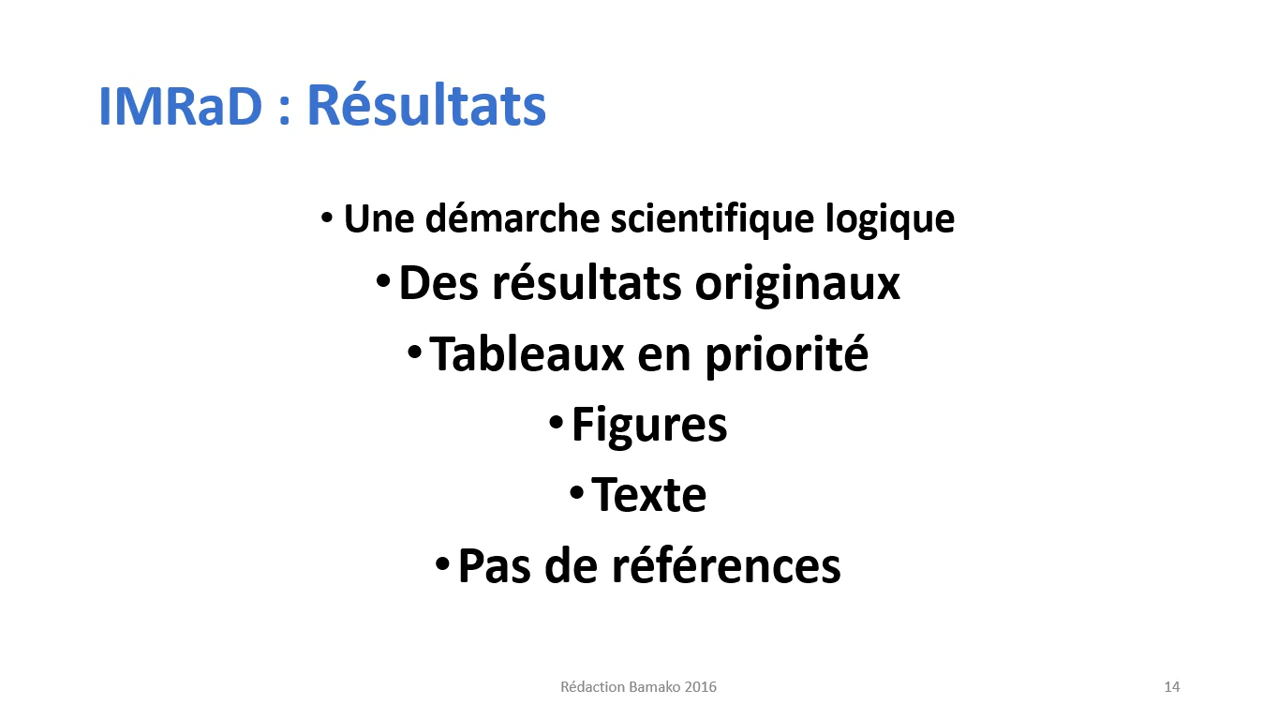 IMRaD : Résultats
• Une démarche scientifique logique
• Des résultats originaux
• Tableaux en priorité
• Figures
• Texte
• Pas de références
Rédaction Bamako 2016
14